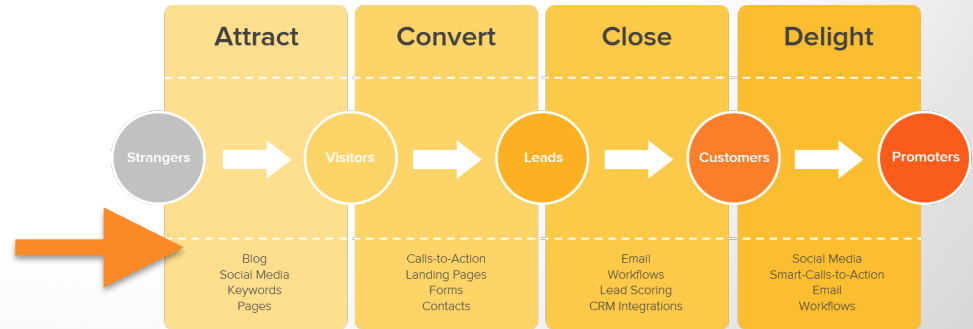 Attract
Convert
Close
Delight
Strangers
Visitors
Leads
Customers
Promoters
Blog
Social Media
Keywords
Pages
Calls-to-Action
Landing Pages
Forms
Contacts
Email
Workflows
Lead Scoring
CRM Integrations
Social Media
Smart-Calls-to-Action
Email
Workflows